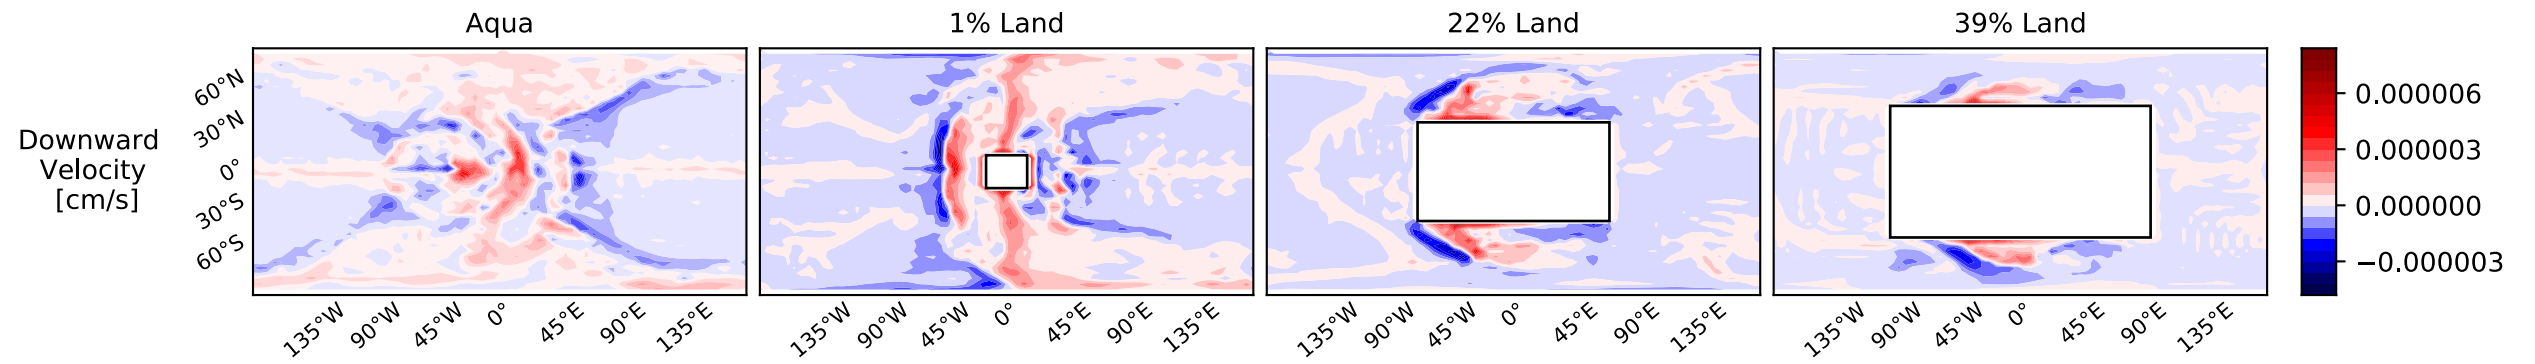 Aqua
1% Land
22% Land
39% Land
Downward
Velocity
[cm/s]
60°N
30°N
0°
30°S
60°S
135°W 90°W 45°W 0° 45°E 90°E 135°E
135°W 90°W 45°W 0° 45°E 90°E 135°E
135°W 90°W 45°W 0° 45°E 90°E 135°E
135°W 90°W 45°W 0° 45°E 90°E 135°E
0.000006
0.000003
0.000000
−0.000003